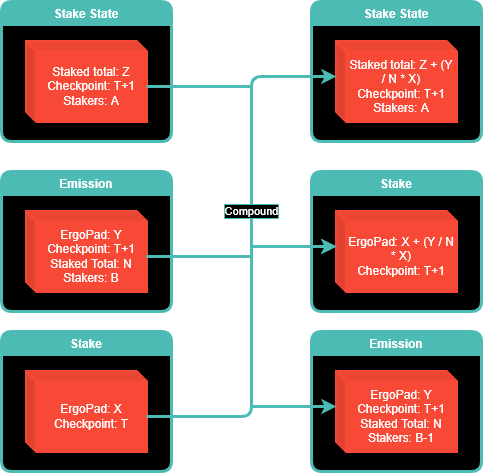 Stake State
Staked total: Z
Checkpoint: T+1
Stakers: A
Emission
ErgoPad: Y
Checkpoint: T+1
Staked Total: N
Stakers: B
Stake
ErgoPad: X
Checkpoint: T
Compound
Stake State
Staked total: Z + (Y
/ N * X)
Checkpoint: T+1
Stakers: A
Stake
ErgoPad: X + (Y / N
* X)
Checkpoint: T+1
Emission
ErgoPad: Y
Checkpoint: T+1
Staked Total: N
Stakers: B-1